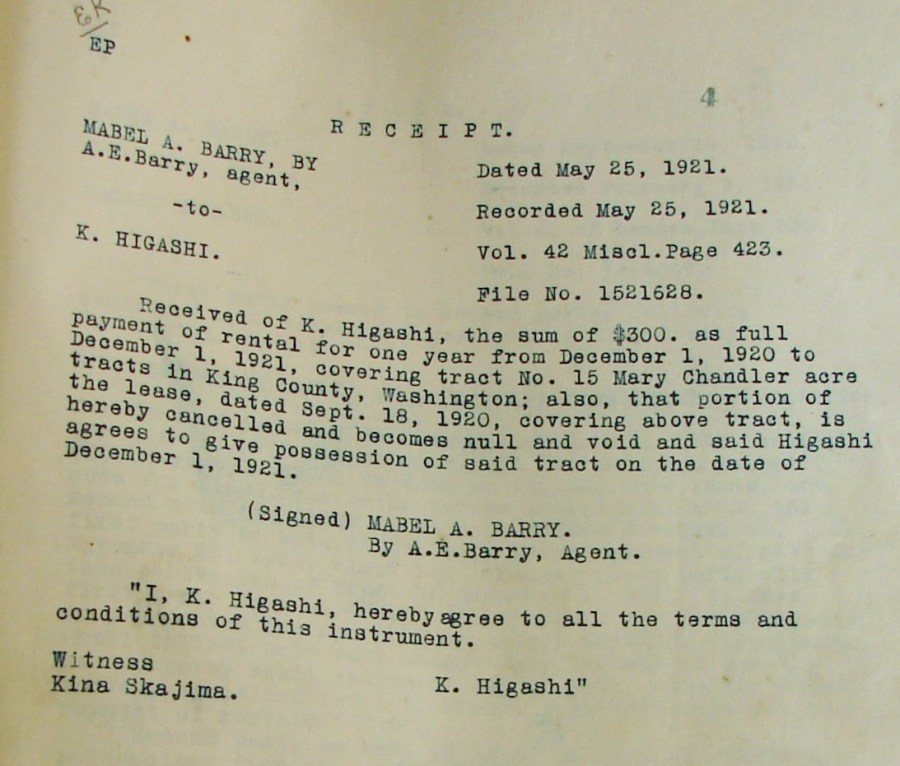 ER
EP
4
R E C E I P T.
MABEL A. BARRY, BY
A.E.Barry, agent,
-to-
K. HIGASHI.
Dated May 25, 1921.
Recorded May 25, 1921.
Vol. 42 Miscl.Page 423.
File No. 1521628.
Received of K. Higashi, the sum of $300. as full
payment of rental for one year from December 1, 1920 to
December 1, 1921, covering tract No. 15 Mary Chandler acre
tracts in King County, Washington; also, that portion of
the lease, dated Sept. 18, 1920, covering above tract, is
hereby cancelled and becomes null and void and said Higashi
agrees to give possession of said tract on the date of
December 1, 1921.
(Signed) MABEL A. BARRY.
By A.E.Barry, Agent.
"I, K. Higashi, hereby agree to all the terms and
conditions of this instrument.
Witness
Kina Skajima.
K. Higashi"